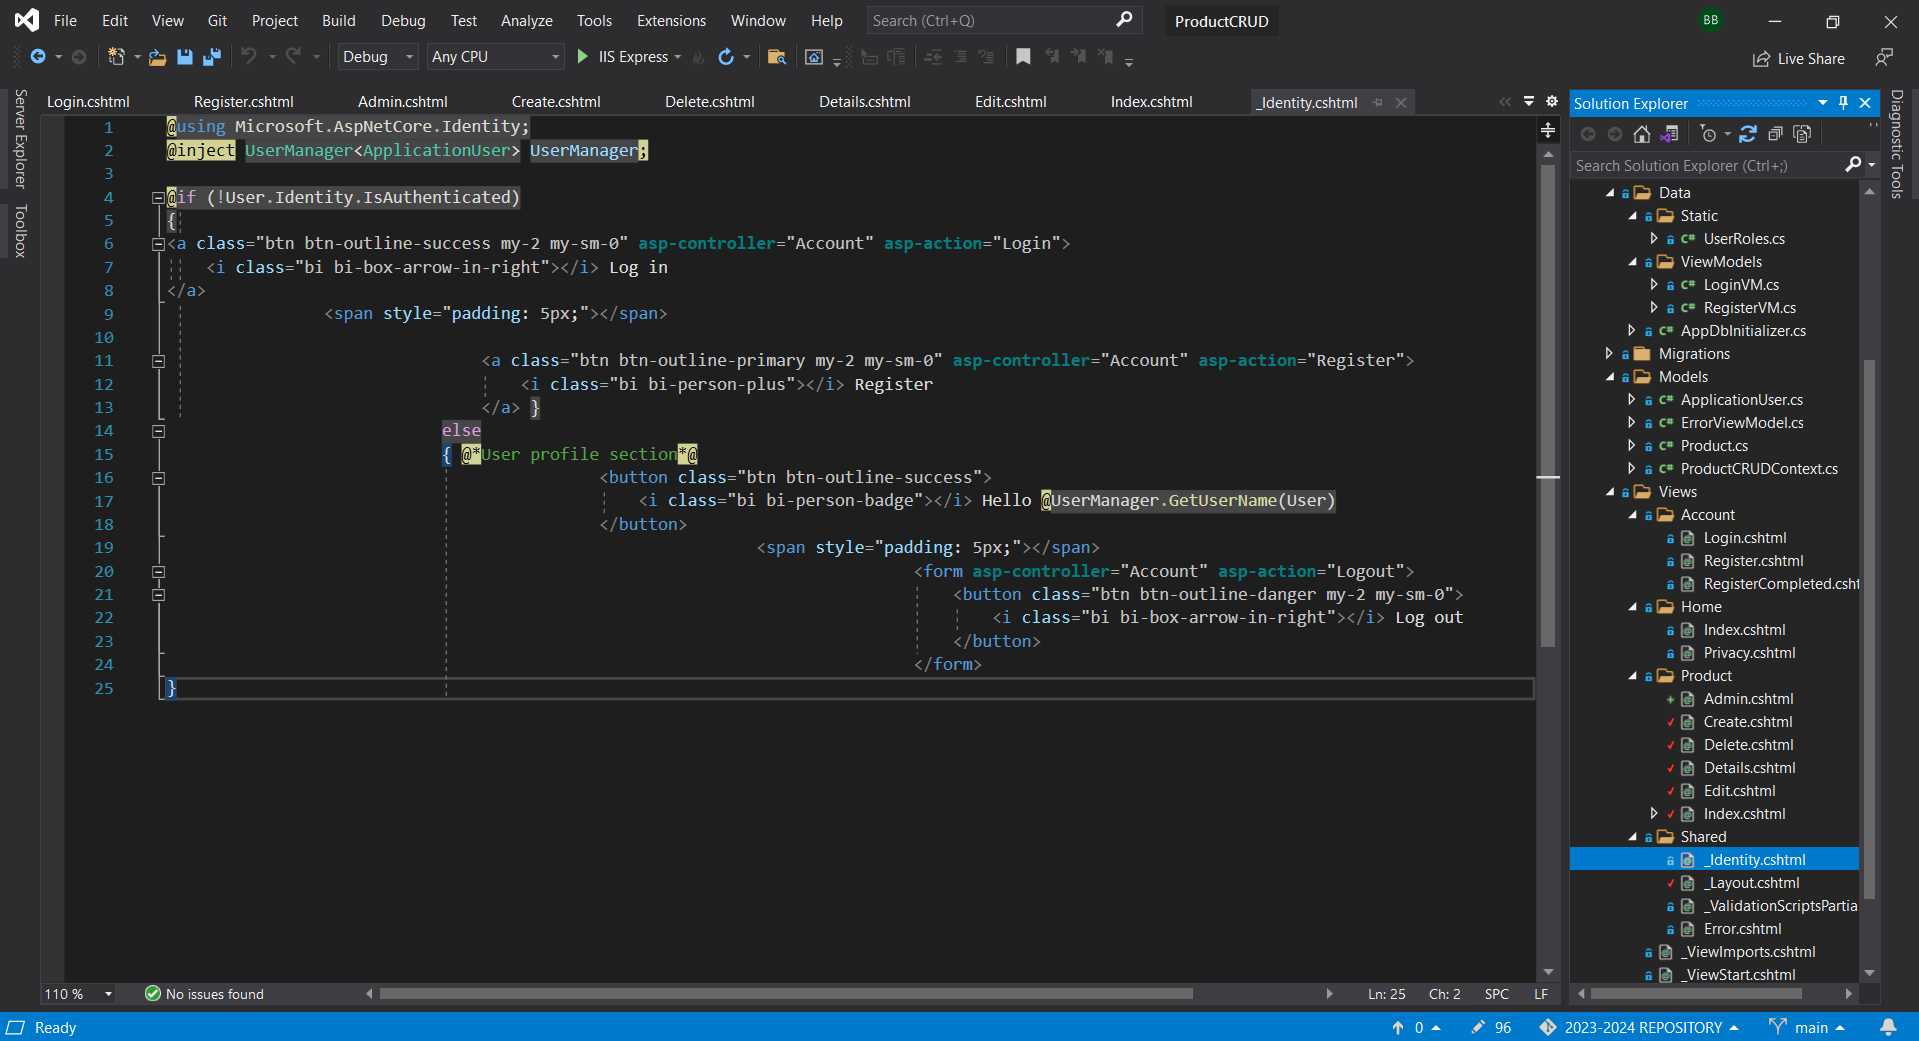 File Edit View Git Project Build Debug Test Analyze Tools Extensions Window Help Search (Ctrl+Q) ProductCRUD BB
Debug Any CPU IIS Express Live Share
Server Explorer
Toolbox
Login.cshtml Register.cshtml Admin.cshtml Create.cshtml Delete.cshtml Details.cshtml Edit.cshtml Index.cshtml _Identity.cshtml
1 @using Microsoft.AspNetCore.Identity;
2 @inject UserManager<ApplicationUser> UserManager;
3
4 @if (!User.Identity.IsAuthenticated)
5 {
6 <a class="btn btn-outline-success my-2 my-sm-0" asp-controller="Account" asp-action="Login">
7 <i class="bi bi-box-arrow-in-right"></i> Log in
8 </a>
9 <span style="padding: 5px;"></span>
10
11 <a class="btn btn-outline-primary my-2 my-sm-0" asp-controller="Account" asp-action="Register">
12 <i class="bi bi-person-plus"></i> Register
13 </a> }
14 else
15 { @*User profile section*@
16 <button class="btn btn-outline-success">
17 <i class="bi bi-person-badge"></i> Hello @UserManager.GetUserName(User)
18 </button>
19 <span style="padding: 5px;"></span>
20 <form asp-controller="Account" asp-action="Logout">
21 <button class="btn btn-outline-danger my-2 my-sm-0">
22 <i class="bi bi-box-arrow-in-right"></i> Log out
23 </button>
24 </form>
25 }
110 % No issues found Ln: 25 Ch: 2 SPC LF
Solution Explorer
Search Solution Explorer (Ctrl+;)
Data
Static
C# UserRoles.cs
ViewModels
C# LoginVM.cs
C# RegisterVM.cs
C# AppDbInitializer.cs
Migrations
Models
C# ApplicationUser.cs
C# ErrorViewModel.cs
C# Product.cs
C# ProductCRUDContext.cs
Views
Account
Login.cshtml
Register.cshtml
RegisterCompleted.csht
Home
Index.cshtml
Privacy.cshtml
Product
Admin.cshtml
Create.cshtml
Delete.cshtml
Details.cshtml
Edit.cshtml
Index.cshtml
Shared
_Identity.cshtml
_Layout.cshtml
_ValidationScriptsPartia
Error.cshtml
_ViewImports.cshtml
_ViewStart.cshtml
Diagnostic Tools
Ready 0 96 2023-2024 REPOSITORY main